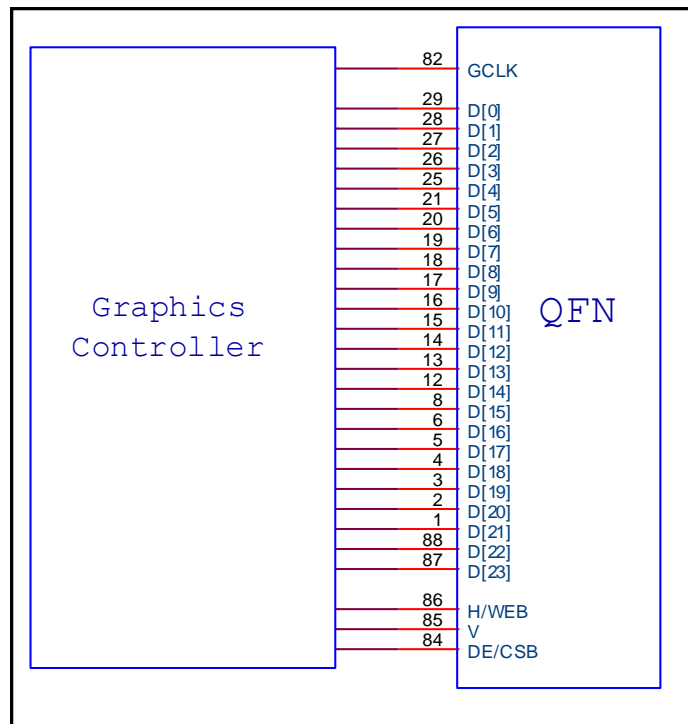 82 GCLK
29 D[0]
28 D[1]
27 D[2]
26 D[3]
25 D[4]
21 D[5]
20 D[6]
19 D[7]
18 D[8]
17 D[9]
16 D[10]
15 D[11]
14 D[12]
13 D[13]
12 D[14]
8 D[15]
6 D[16]
5 D[17]
4 D[18]
3 D[19]
2 D[20]
1 D[21]
88 D[22]
87 D[23]
86 H/WEB
85 V
84 DE/CSB
Graphics
Controller
QFN